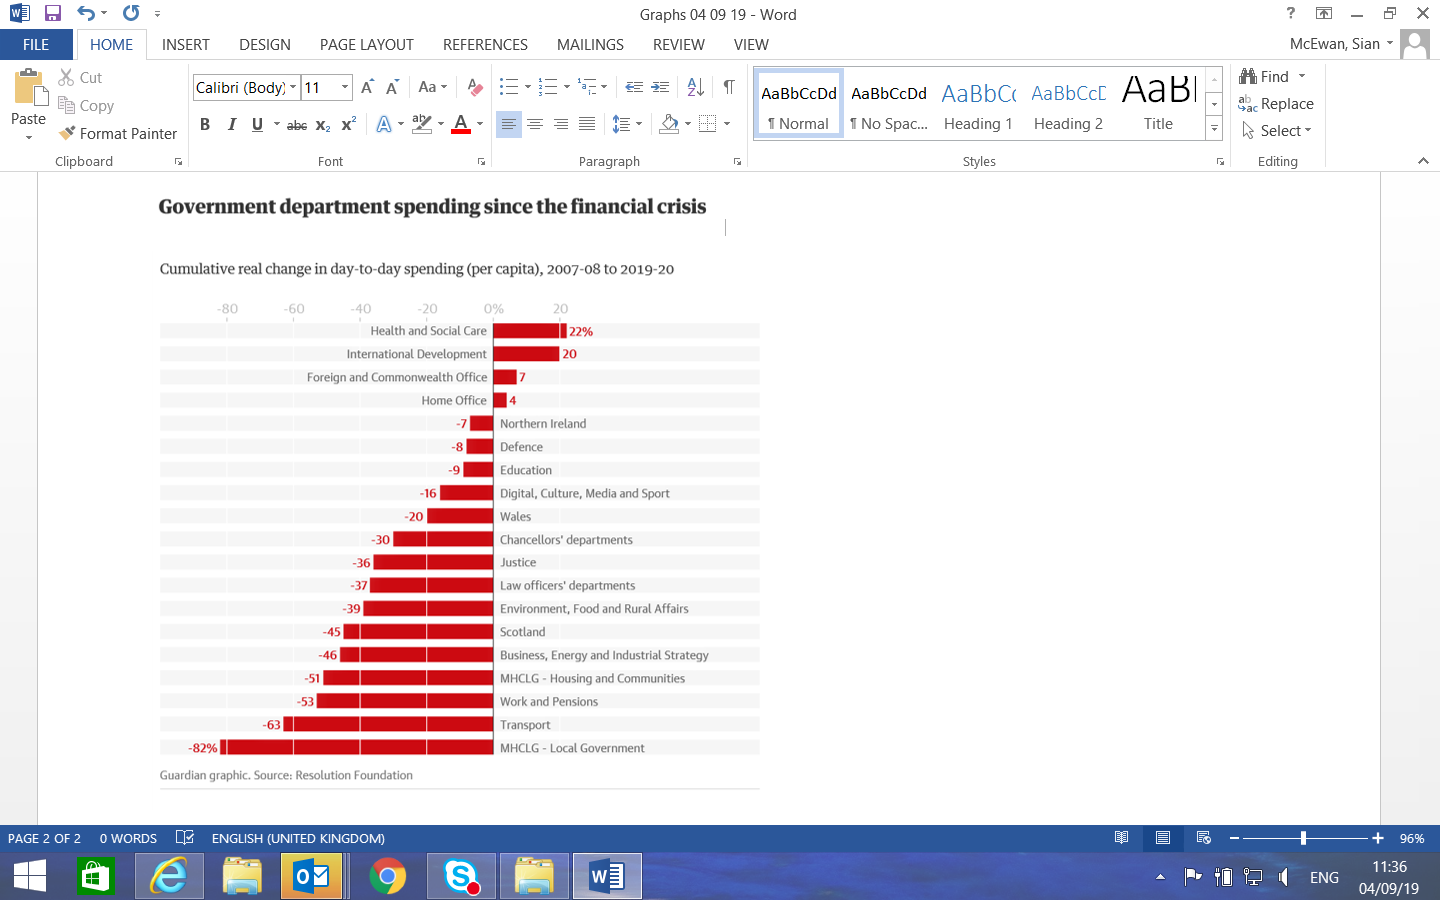 Graphs 04 09 19 - Word
?
FILE HOME INSERT DESIGN PAGE LAYOUT REFERENCES MAILINGS REVIEW VIEW
McEwan, Sian
Paste
Cut
Copy
Format Painter
Clipboard
Calibri (Body) 11
Aa
B I U abc x₂ x²
A A
Font
Paragraph
AaBbCcDd AaBbCcDd AaBbCc AaBbCcD AaBb
¶ Normal ¶ No Spac... Heading 1 Heading 2 Title
Styles
Find
Replace
Select
Editing
Government department spending since the financial crisis
Cumulative real change in day-to-day spending (per capita), 2007-08 to 2019-20
-80 -60 -40 -20 0% 20
Health and Social Care 22%
International Development 20
Foreign and Commonwealth Office 7
Home Office 4
-7 Northern Ireland
-8 Defence
-9 Education
-16 Digital, Culture, Media and Sport
-20 Wales
-30 Chancellors' departments
-36 Justice
-37 Law officers' departments
-39 Environment, Food and Rural Affairs
-45 Scotland
-46 Business, Energy and Industrial Strategy
-51 MHCLG - Housing and Communities
-53 Work and Pensions
-63 Transport
-82% MHCLG - Local Government
Guardian graphic. Source: Resolution Foundation
PAGE 2 OF 2 0 WORDS ENGLISH (UNITED KINGDOM)
96%
ENG
11:36
04/09/19